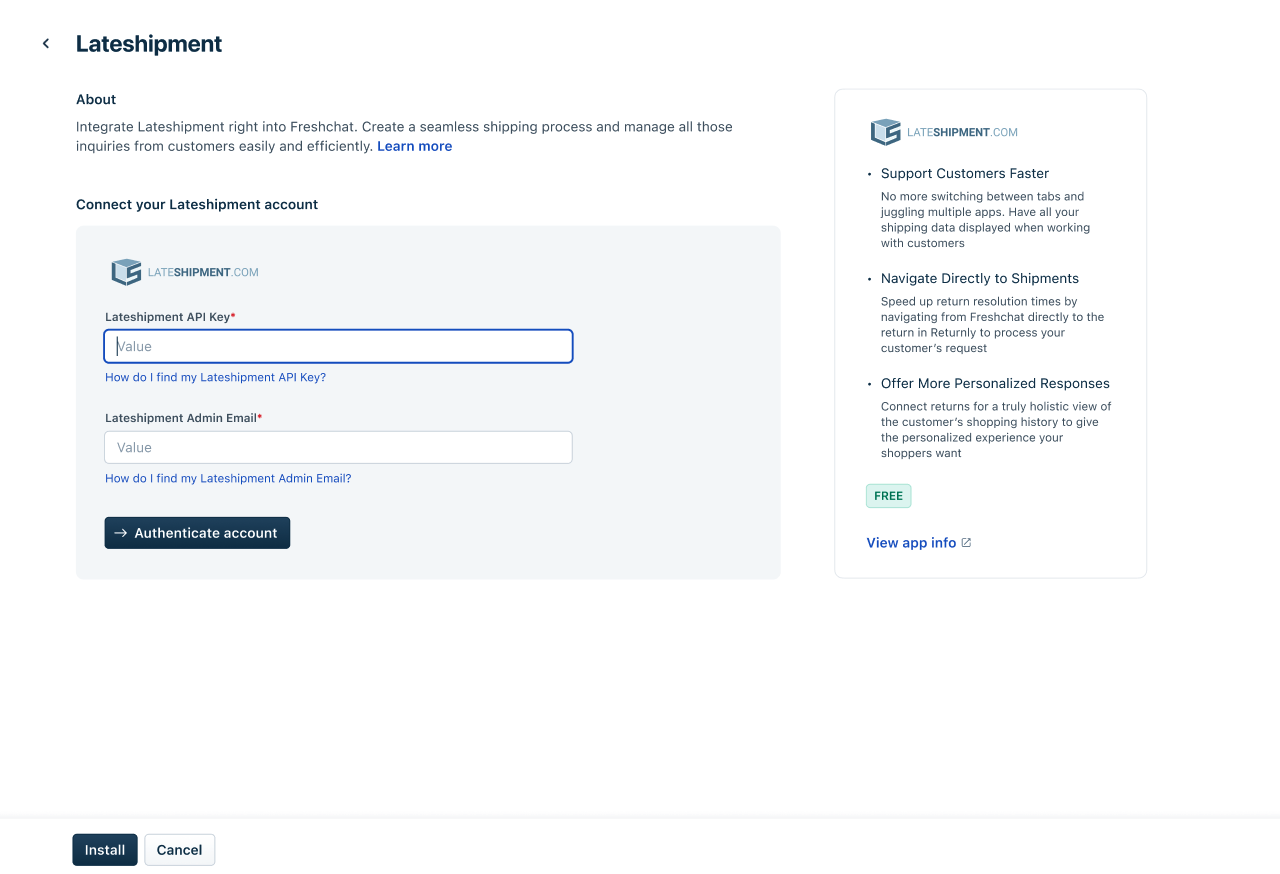 Lateshipment
About
Integrate Lateshipment right into Freshchat. Create a seamless shipping process and manage all those
inquiries from customers easily and efficiently. Learn more
Connect your Lateshipment account
LATESHIPMENT.COM
Lateshipment API Key*
Value
How do I find my Lateshipment API Key?
Lateshipment Admin Email*
Value
How do I find my Lateshipment Admin Email?
Authenticate account
LATESHIPMENT.COM
• Support Customers Faster
No more switching between tabs and
juggling multiple apps. Have all your
shipping data displayed when working
with customers
• Navigate Directly to Shipments
Speed up return resolution times by
navigating from Freshchat directly to the
return in Returnly to process your
customer's request
• Offer More Personalized Responses
Connect returns for a truly holistic view of
the customer's shopping history to give
the personalized experience your
shoppers want
FREE
View app info
Install
Cancel